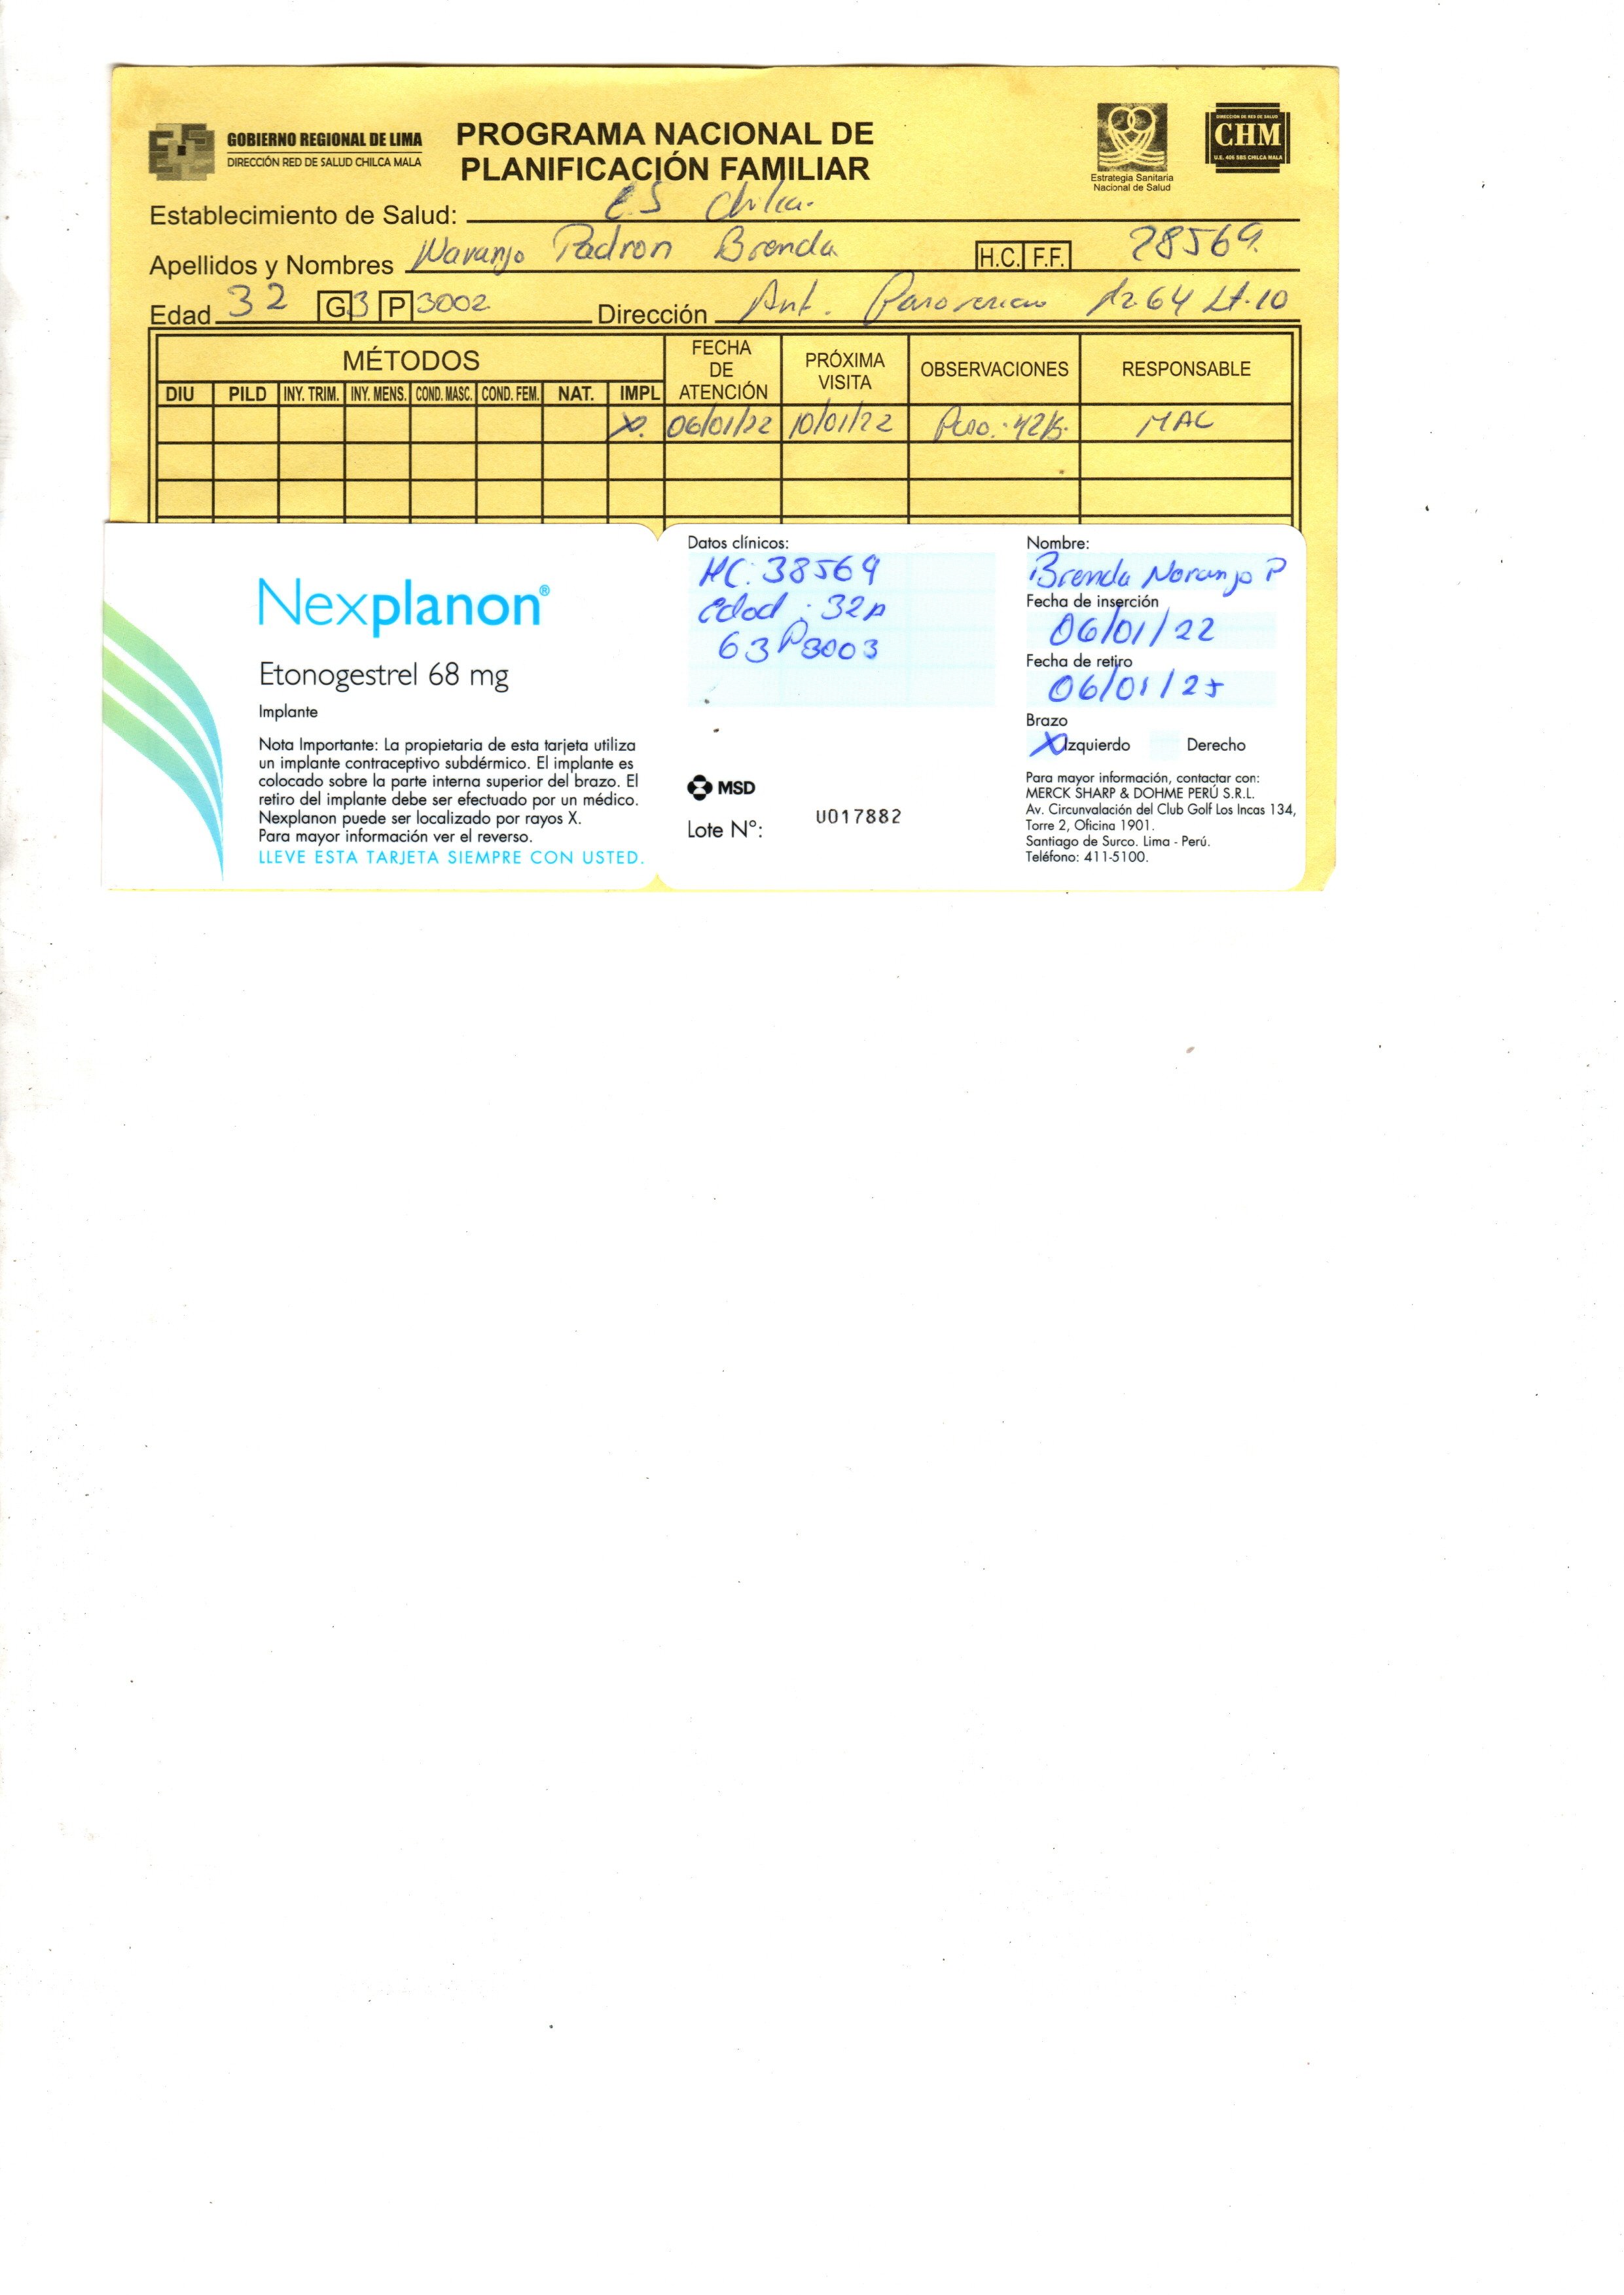 GOBIERNO REGIONAL DE LIMA
DIRECCIÓN RED DE SALUD CHILCA MALA
PROGRAMA NACIONAL DE
PLANIFICACIÓN FAMILIAR
Estrategia Sanitaria
Nacional de Salud
DIRECCIÓN DE RED DE SALUD
CHM
U.E. 406 SBS CHILCA MALA
Establecimiento de Salud: C.S Chilca.
Apellidos y Nombres Naranjo Padron Brenda H.C. F.F. 28569.
Edad 32 G 3 P 3002 Dirección Ant. 64 Lt. 10
MÉTODOS FECHA DE ATENCIÓN PRÓXIMA VISITA OBSERVACIONES RESPONSABLE
DIU PILD INY. TRIM. INY. MENS. COND. MASC. COND. FEM. NAT. IMPL
X. 06/01/22 10/01/22 Peso: 42 MAC
Nexplanon®
Etonogestrel 68 mg
Implante
Nota Importante: La propietaria de esta tarjeta utiliza
un implante contraceptivo subdérmico. El implante es
colocado sobre la parte interna superior del brazo. El
retiro del implante debe ser efectuado por un médico.
Nexplanon puede ser localizado por rayos X.
Para mayor información ver el reverso.
LLEVE ESTA TARJETA SIEMPRE CON USTED.
Datos clínicos:
HC: 38569
Edad : 32a
G3 P3003
MSD
Lote N°: U017882
Nombre:
Brenda Naranjo P
Fecha de inserción
06/01/22
Fecha de retiro
06/01/25
Brazo
X Izquierdo Derecho
Para mayor información, contactar con:
MERCK SHARP & DOHME PERÚ S.R.L.
Av. Circunvalación del Club Golf Los Incas 134,
Torre 2, Oficina 1901.
Santiago de Surco. Lima - Perú.
Teléfono: 411-5100.